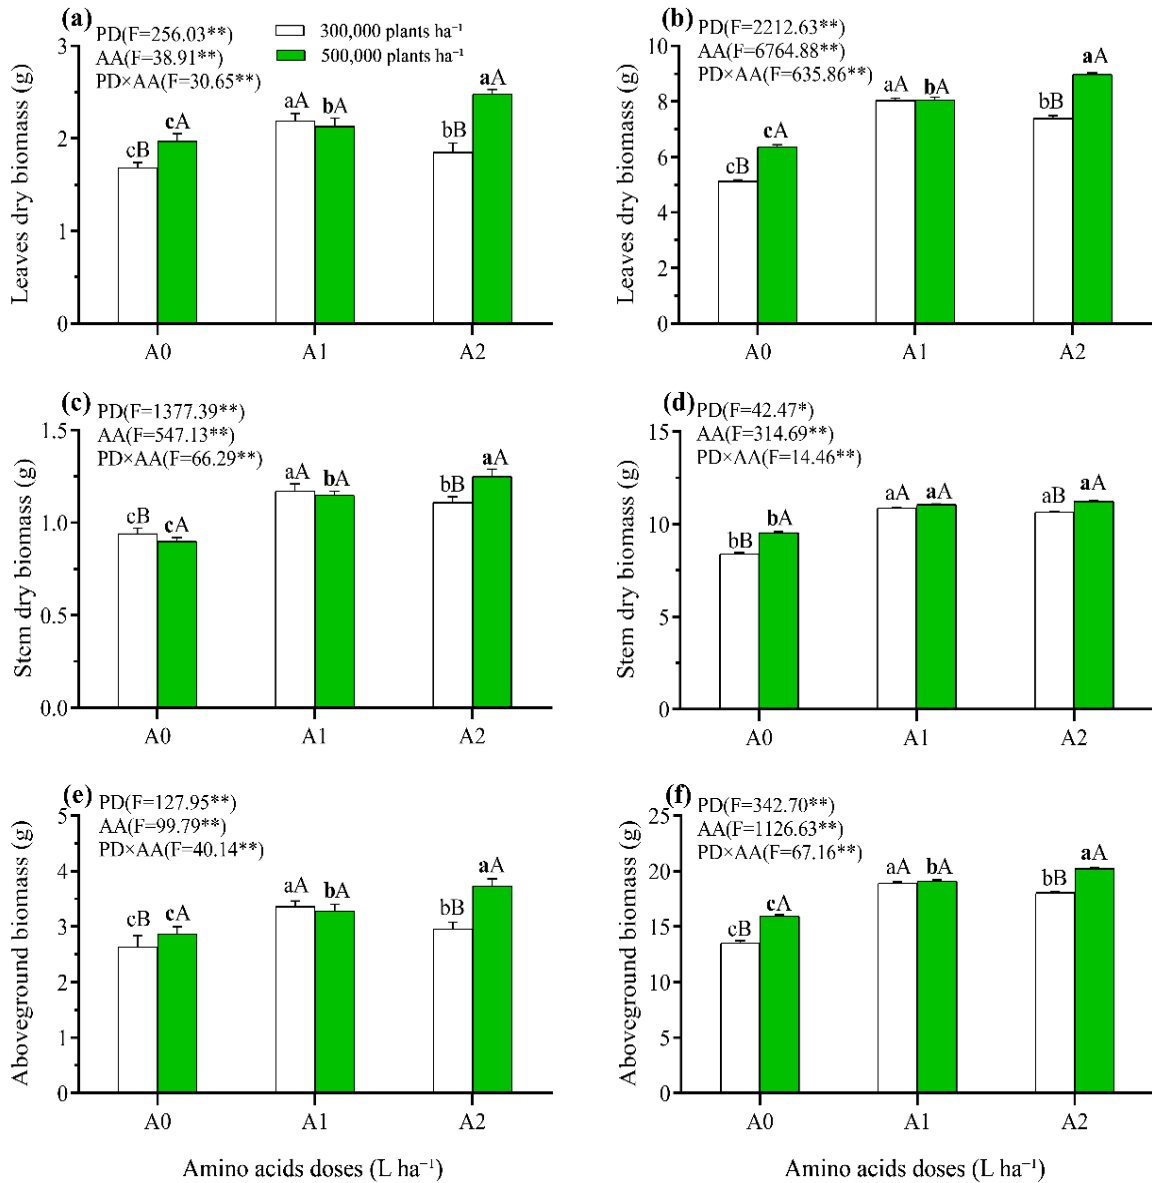 (a) PD(F=256.03**)
AA(F=38.91**)
PD×AA(F=30.65**)
300,000 plants ha⁻¹
500,000 plants ha⁻¹
3
2
1
0
Leaves dry biomass (g)
cB cA aA bA bB aA
A0 A1 A2
(b) PD(F=2212.63**)
AA(F=6764.88**)
PD×AA(F=635.86**)
10
8
6
4
2
0
Leaves dry biomass (g)
cB cA aA bA bB aA
A0 A1 A2
(c) PD(F=1377.39**)
AA(F=547.13**)
PD×AA(F=66.29**)
1.5
1.0
0.5
0.0
Stem dry biomass (g)
cB cA aA bA bB aA
A0 A1 A2
(d) PD(F=42.47*)
AA(F=314.69**)
PD×AA(F=14.46**)
15
10
5
0
Stem dry biomass (g)
bB bA aA aA aB aA
A0 A1 A2
(e) PD(F=127.95**)
AA(F=99.79**)
PD×AA(F=40.14**)
5
4
3
2
1
0
Aboveground biomass (g)
cB cA aA bA bB aA
A0 A1 A2
Amino acids doses (L ha⁻¹)
(f) PD(F=342.70**)
AA(F=1126.63**)
PD×AA(F=67.16**)
25
20
15
10
5
0
Aboveground biomass (g)
cB cA aA bA bB aA
A0 A1 A2
Amino acids doses (L ha⁻¹)